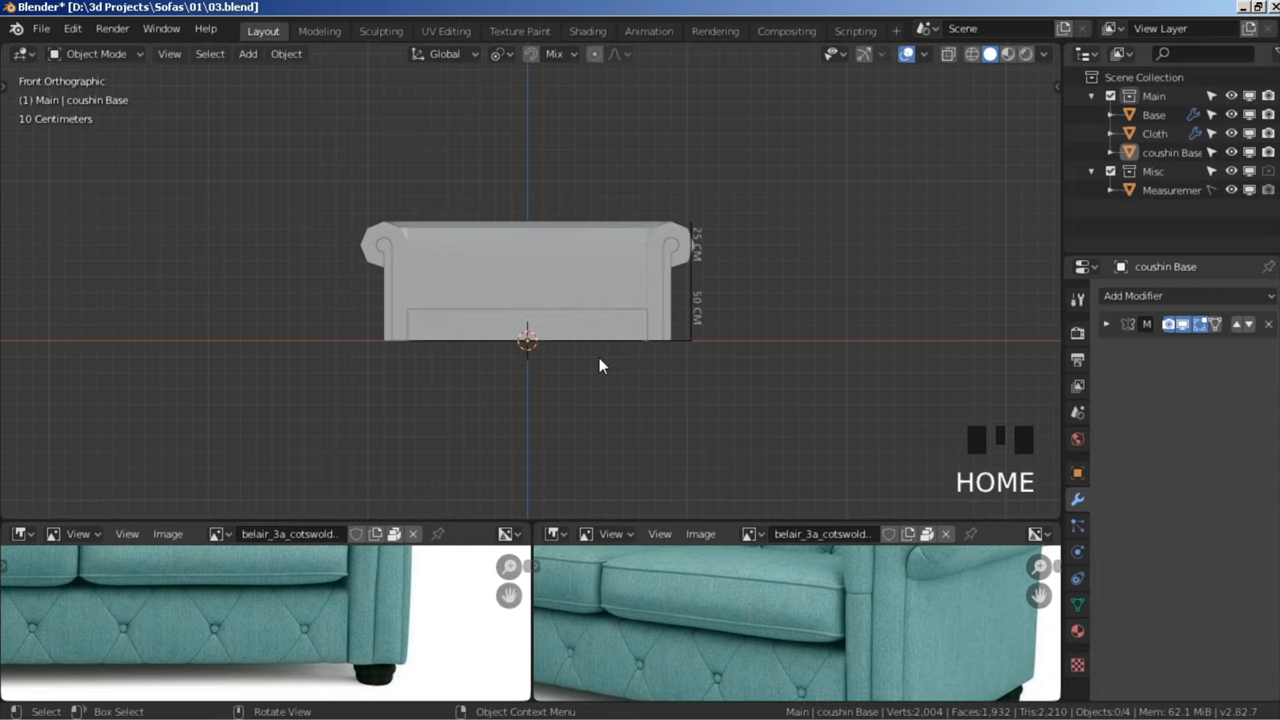 Blender* [D:\3d Projects\Sofas\01\03.blend]
File Edit Render Window Help
Layout Modeling Sculpting UV Editing Texture Paint Shading Animation Rendering Compositing Scripting +
Scene
View Layer
Object Mode View Select Add Object
Global
Mix
Front Orthographic
(1) Main | coushin Base
10 Centimeters
25 CM
50 CM
HOME
Scene Collection
Main
Base
Cloth
coushin Base
Misc
Measuremer
coushin Base
Add Modifier
M
View View Image belair_3a_cotswold..
View View Image belair_3a_cotswold..
Select Box Select Rotate View Object Context Menu
Main | coushin Base | Verts:2,004 | Faces:1,932 | Tris:2,210 | Objects:0/4 | Mem: 62.1 MiB | v2.82.7